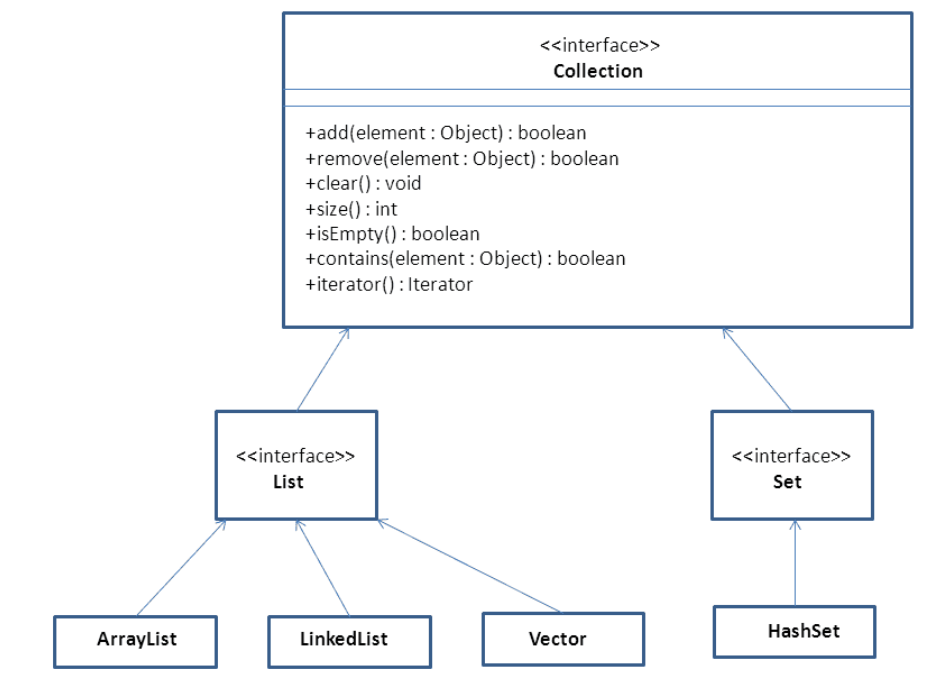 <<interface>>
Collection
+add(element : Object) : boolean
+remove(element : Object) : boolean
+clear() : void
+size() : int
+isEmpty() : boolean
+contains(element : Object) : boolean
+iterator() : Iterator
<<interface>>
List
<<interface>>
Set
ArrayList
LinkedList
Vector
HashSet